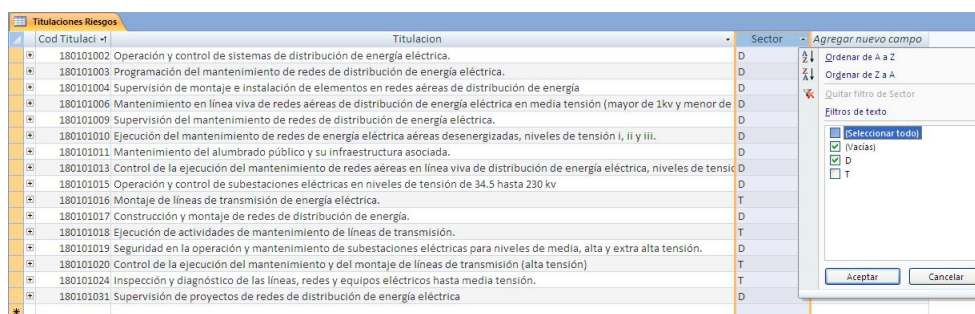 Titulaciones Riesgos
Cod Titulaci Titulacion Sector Agregar nuevo campo
180101002 Operación y control de sistemas de distribución de energía eléctrica. D
180101003 Programación del mantenimiento de redes de distribución de energía eléctrica. D
180101004 Supervisión de montaje e instalación de elementos en redes aéreas de distribución de energía D
180101006 Mantenimiento en línea viva de redes aéreas de distribución de energía eléctrica en media tensión (mayor de 1kv y menor de D
180101009 Supervisión del mantenimiento de redes de distribución de energía eléctrica. D
180101010 Ejecución del mantenimiento de redes de energía eléctrica aéreas desenergizadas, niveles de tensión i, ii y iii. D
180101011 Mantenimiento del alumbrado público y su infraestructura asociada. D
180101013 Control de la ejecución del mantenimiento de redes aéreas en línea viva de distribución de energía eléctrica, niveles de tensic D
180101015 Operación y control de subestaciones eléctricas en niveles de tensión de 34.5 hasta 230 kv D
180101016 Montaje de líneas de transmisión de energía eléctrica. T
180101017 Construcción y montaje de redes de distribución de energía. D
180101018 Ejecución de actividades de mantenimiento de líneas de transmisión. T
180101019 Seguridad en la operación y mantenimiento de subestaciones eléctricas para niveles de media, alta y extra alta tensión. D
180101020 Control de la ejecución del mantenimiento y del montaje de líneas de transmisión (alta tensión) T
180101024 Inspección y diagnóstico de las líneas, redes y equipos eléctricos hasta media tensión. T
180101031 Supervisión de proyectos de redes de distribución de energía eléctrica D
Ordenar de A a Z
Ordenar de Z a A
Quitar filtro de Sector
Filtros de texto
(Seleccionar todo)
(Vacías)
D
T
Aceptar Cancelar